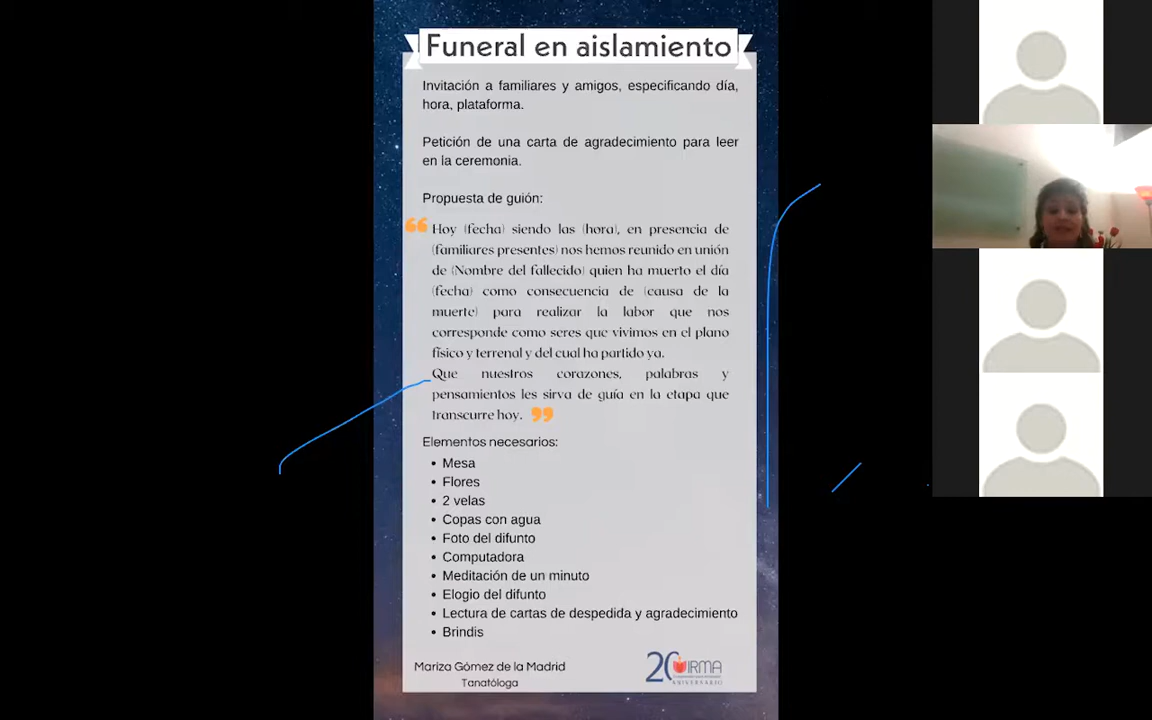 Funeral en aislamiento
Invitación a familiares y amigos, especificando día,
hora, plataforma.
Petición de una carta de agradecimiento para leer
en la ceremonia.
Propuesta de guión:
“ Hoy (fecha) siendo las (hora), en presencia de
(familiares presentes) nos hemos reunido en unión
de (Nombre del fallecido) quien ha muerto el día
(fecha) como consecuencia de (causa de la
muerte) para realizar la labor que nos
corresponde como seres que vivimos en el plano
físico y terrenal y del cual ha partido ya.
Que nuestros corazones, palabras y
pensamientos les sirva de guía en la etapa que
transcurre hoy. ”
Elementos necesarios:
• Mesa
• Flores
• 2 velas
• Copas con agua
• Foto del difunto
• Computadora
• Meditación de un minuto
• Elogio del difunto
• Lectura de cartas de despedida y agradecimiento
• Brindis
Mariza Gómez de la Madrid
Tanatóloga
20 IRMA
ANIVERSARIO